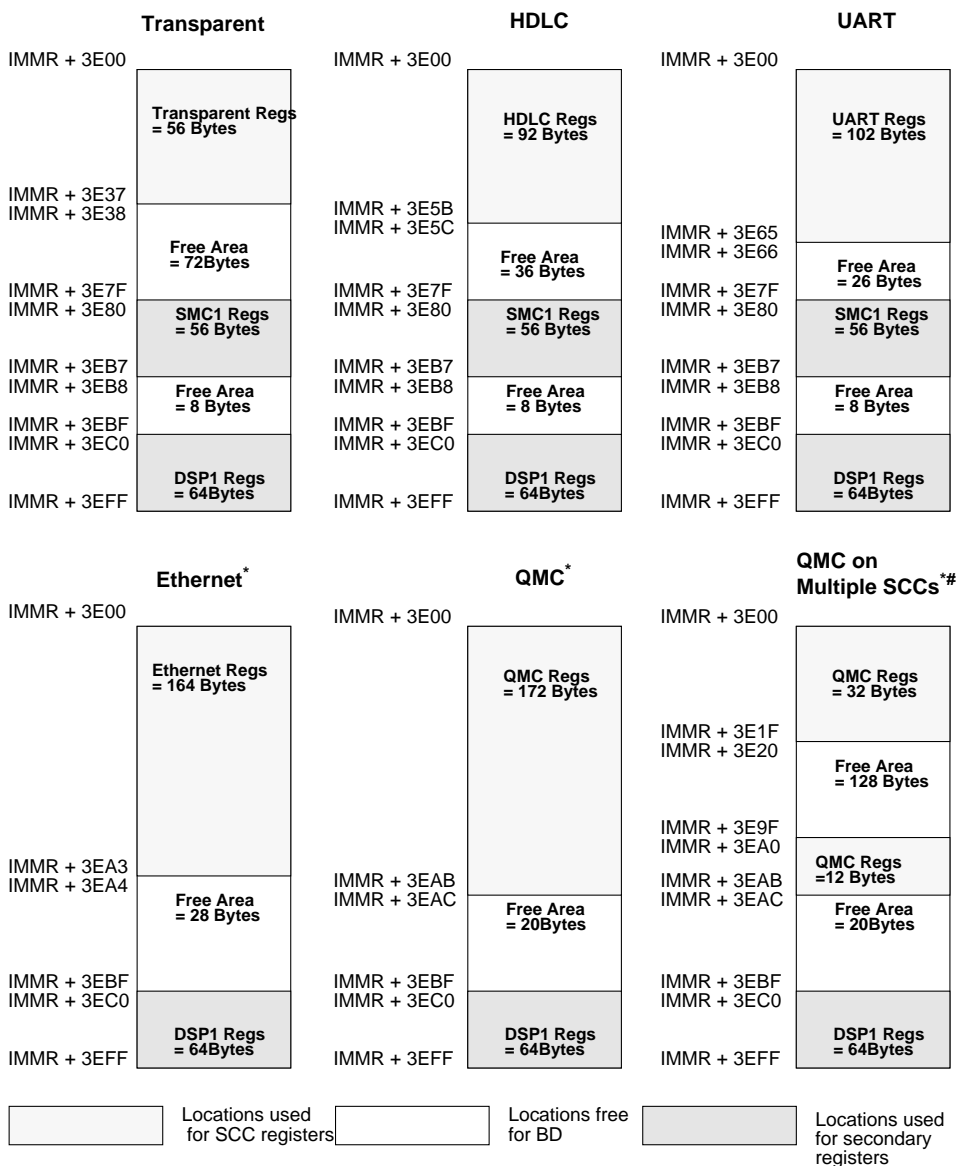 Transparent
IMMR + 3E00
Transparent Regs
= 56 Bytes
IMMR + 3E37
IMMR + 3E38
Free Area
= 72Bytes
IMMR + 3E7F
IMMR + 3E80
SMC1 Regs
= 56 Bytes
IMMR + 3EB7
IMMR + 3EB8
Free Area
= 8 Bytes
IMMR + 3EBF
IMMR + 3EC0
DSP1 Regs
= 64Bytes
IMMR + 3EFF
HDLC
IMMR + 3E00
HDLC Regs
= 92 Bytes
IMMR + 3E5B
IMMR + 3E5C
Free Area
= 36 Bytes
IMMR + 3E7F
IMMR + 3E80
SMC1 Regs
= 56 Bytes
IMMR + 3EB7
IMMR + 3EB8
Free Area
= 8 Bytes
IMMR + 3EBF
IMMR + 3EC0
DSP1 Regs
= 64Bytes
IMMR + 3EFF
UART
IMMR + 3E00
UART Regs
= 102 Bytes
IMMR + 3E65
IMMR + 3E66
Free Area
= 26 Bytes
IMMR + 3E7F
IMMR + 3E80
SMC1 Regs
= 56 Bytes
IMMR + 3EB7
IMMR + 3EB8
Free Area
= 8 Bytes
IMMR + 3EBF
IMMR + 3EC0
DSP1 Regs
= 64Bytes
IMMR + 3EFF
Ethernet*
IMMR + 3E00
Ethernet Regs
= 164 Bytes
IMMR + 3EA3
IMMR + 3EA4
Free Area
= 28 Bytes
IMMR + 3EBF
IMMR + 3EC0
DSP1 Regs
= 64Bytes
IMMR + 3EFF
QMC*
IMMR + 3E00
QMC Regs
= 172 Bytes
IMMR + 3EAB
IMMR + 3EAC
Free Area
= 20Bytes
IMMR + 3EBF
IMMR + 3EC0
DSP1 Regs
= 64Bytes
IMMR + 3EFF
QMC on
Multiple SCCs*#
IMMR + 3E00
QMC Regs
= 32 Bytes
IMMR + 3E1F
IMMR + 3E20
Free Area
= 128 Bytes
IMMR + 3E9F
IMMR + 3EA0
QMC Regs
=12 Bytes
IMMR + 3EAB
IMMR + 3EAC
Free Area
= 20Bytes
IMMR + 3EBF
IMMR + 3EC0
DSP1 Regs
= 64Bytes
IMMR + 3EFF
Locations used
for SCC registers
Locations free
for BD
Locations used
for secondary
registers